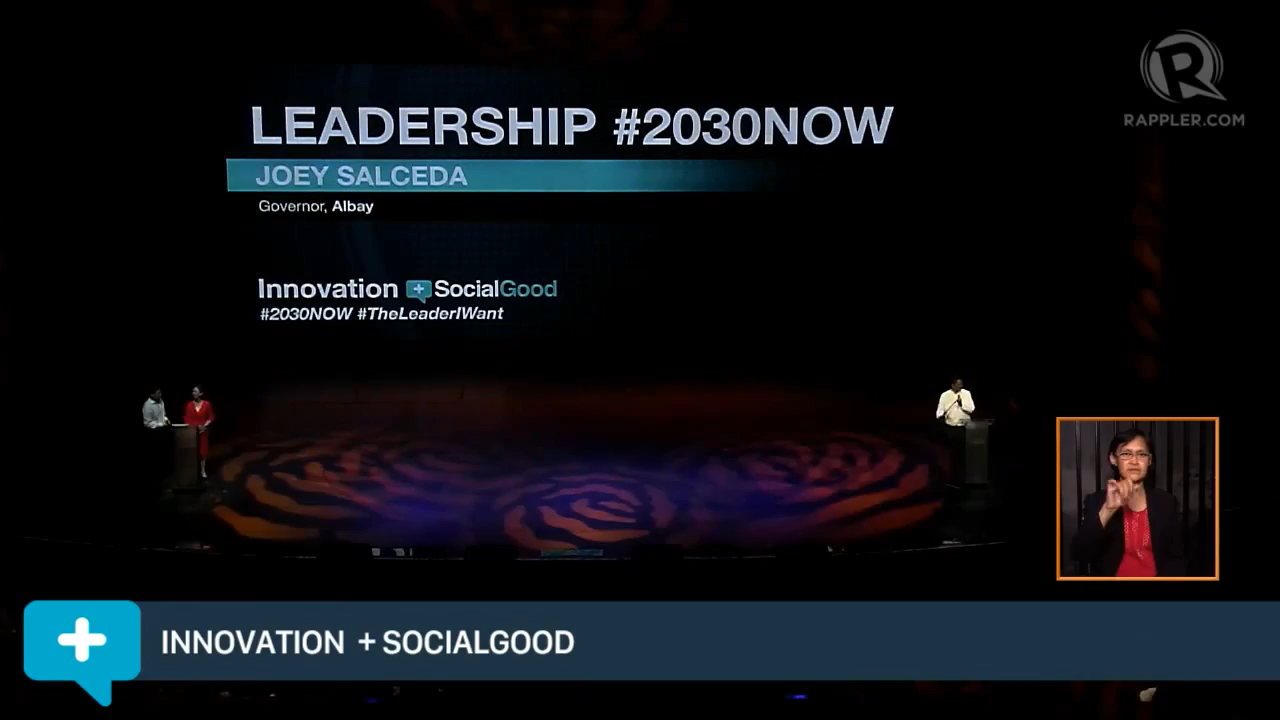 LEADERSHIP #2030NOW
JOEY SALCEDA
Governor, Albay
Innovation + SocialGood
#2030NOW #TheLeaderIWant
R
RAPPLER.COM
+
INNOVATION + SOCIALGOOD